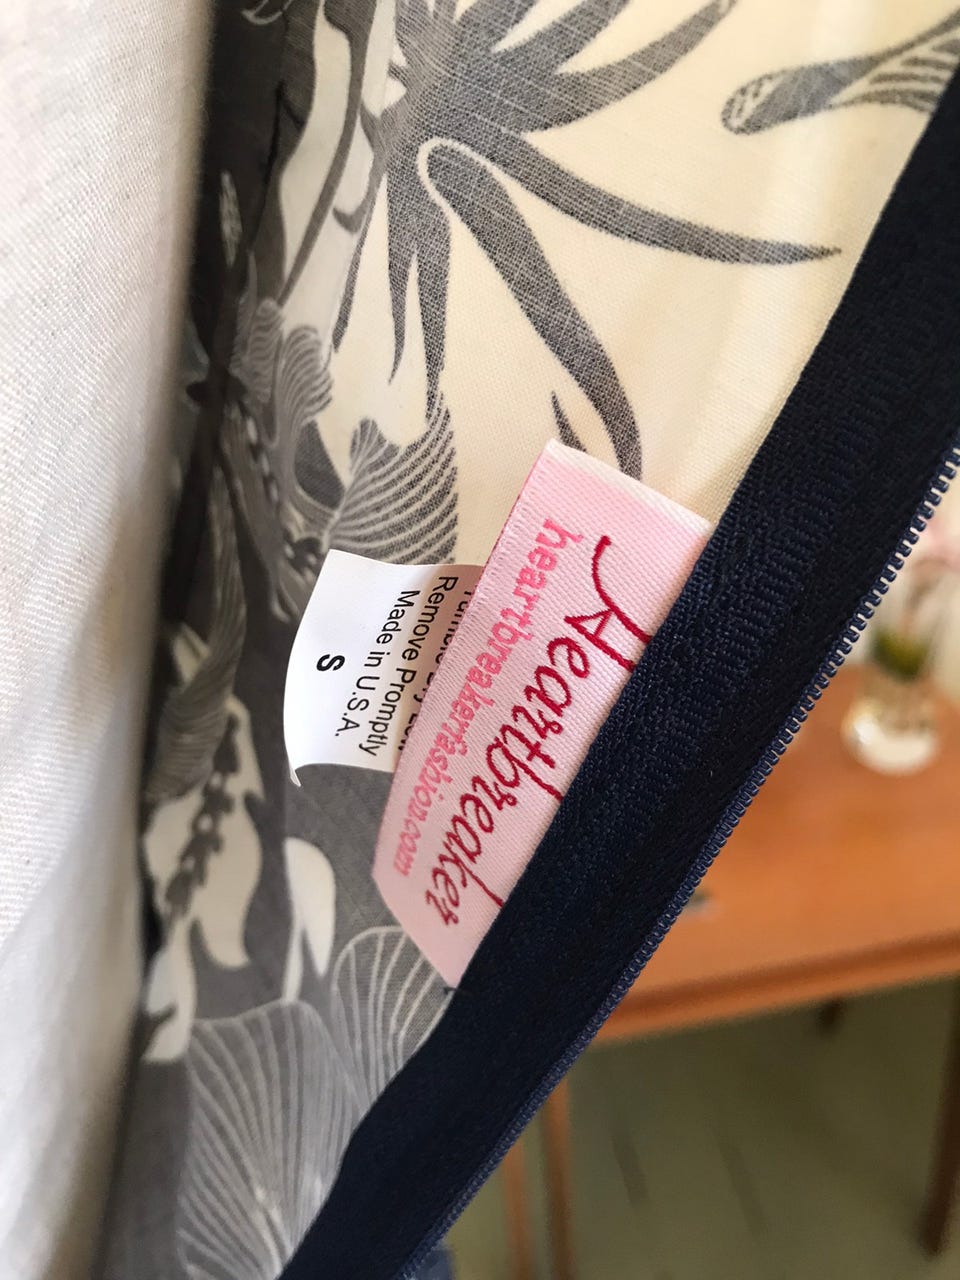 Heartbreaker
heartbreakerfashion.com
Remove Promptly
Made in U.S.A.
S